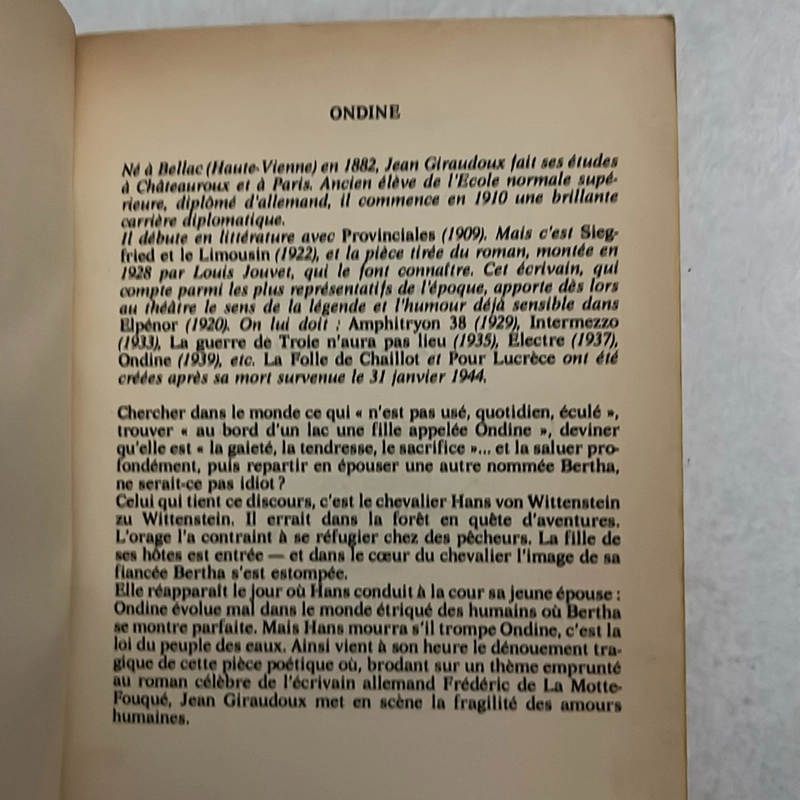 ONDINE
Né à Bellac (Haute-Vienne) en 1882, Jean Giraudoux fait ses études
à Châteauroux et à Paris. Ancien élève de l'Ecole normale supé-
rieure, diplômé d'allemand, il commence en 1910 une brillante
carrière diplomatique.
Il débute en littérature avec Provinciales (1909). Mais c'est Sieg-
fried et le Limousin (1922), et la pièce tirée du roman, montée en
1928 par Louis Jouvet, qui le font connaître. Cet écrivain, qui
compte parmi les plus représentatifs de l'époque, apporte dès lors
au théâtre le sens de la légende et l'humour déjà sensible dans
Elpénor (1920). On lui doit : Amphitryon 38 (1929), Intermezzo
(1933), La guerre de Troie n'aura pas lieu (1935), Electre (1937),
Ondine (1939), etc. La Folle de Chaillot et Pour Lucrèce ont été
créées après sa mort survenue le 31 janvier 1944.
Chercher dans le monde ce qui « n'est pas usé, quotidien, éculé »,
trouver « au bord d'un lac une fille appelée Ondine », deviner
qu'elle est « la gaieté, la tendresse, le sacrifice »... et la saluer pro-
fondément, puis repartir en épouser une autre nommée Bertha,
ne serait-ce pas idiot ?
Celui qui tient ce discours, c'est le chevalier Hans von Wittenstein
zu Wittenstein. Il errait dans la forêt en quête d'aventures.
L'orage l'a contraint à se réfugier chez des pêcheurs. La fille de
ses hôtes est entrée — et dans le cœur du chevalier l'image de sa
fiancée Bertha s'est estompée.
Elle réapparaît le jour où Hans conduit à la cour sa jeune épouse :
Ondine évolue mal dans le monde étriqué des humains où Bertha
se montre parfaite. Mais Hans mourra s'il trompe Ondine, c'est la
loi du peuple des eaux. Ainsi vient à son heure le dénouement tra-
gique de cette pièce poétique où, brodant sur un thème emprunté
au roman célèbre de l'écrivain allemand Frédéric de La Motte-
Fouqué, Jean Giraudoux met en scène la fragilité des amours
humaines.